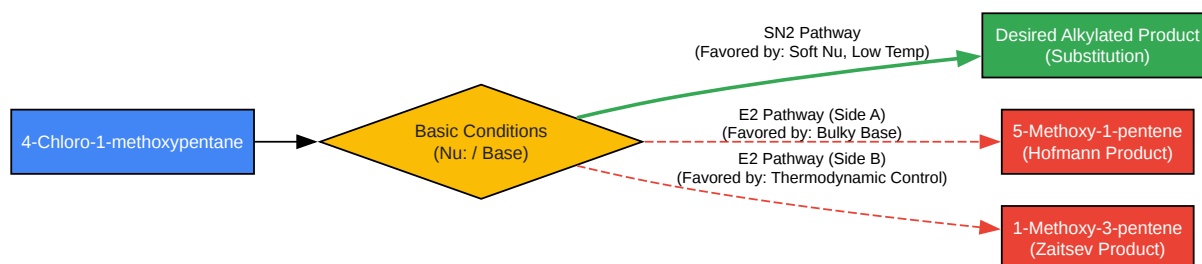 SN2 Pathway
(Favored by: Soft Nu, Low Temp)
Desired Alkylated Product
(Substitution)
4-Chloro-1-methoxypentane
Basic Conditions
(Nu: / Base)
E2 Pathway (Side A)
(Favored by: Bulky Base)
5-Methoxy-1-pentene
(Hofmann Product)
E2 Pathway (Side B)
(Favored by: Thermodynamic Control)
1-Methoxy-3-pentene
(Zaitsev Product)